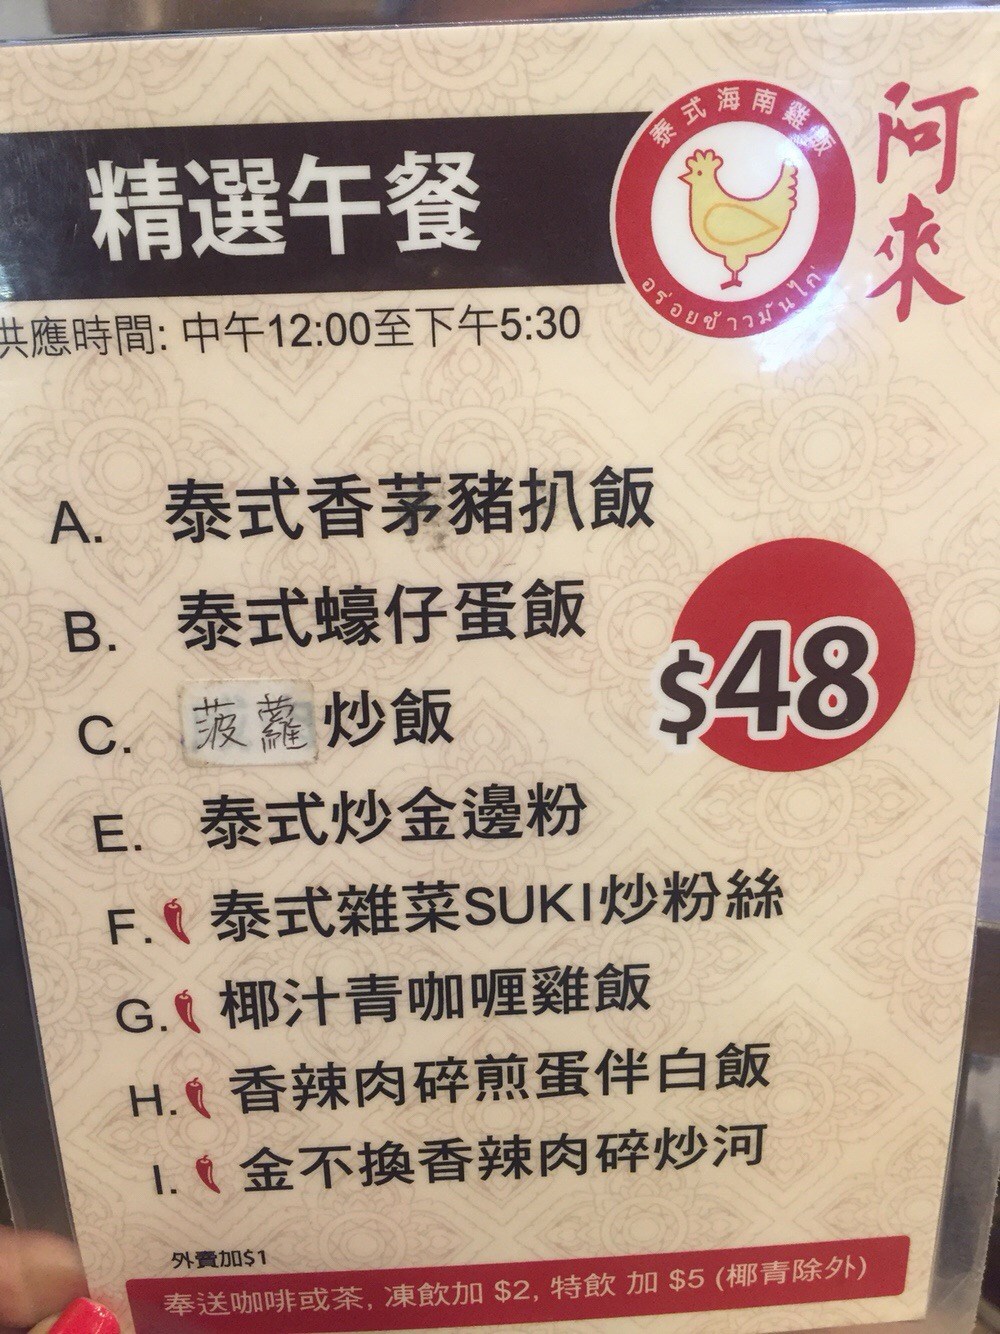 泰式海南雞飯
阿來
อร่อยข้าวมันไก่
精選午餐
供應時間: 中午12:00至下午5:30
A. 泰式香茅豬扒飯
B. 泰式蠔仔蛋飯
C. 菠蘿炒飯
$48
E. 泰式炒金邊粉
F. 泰式雜菜SUKI炒粉絲
G. 椰汁青咖喱雞飯
H. 香辣肉碎煎蛋伴白飯
I. 金不換香辣肉碎炒河
外賣加$1
奉送咖啡或茶, 凍飲加 $2, 特飲 加 $5 (椰青除外)